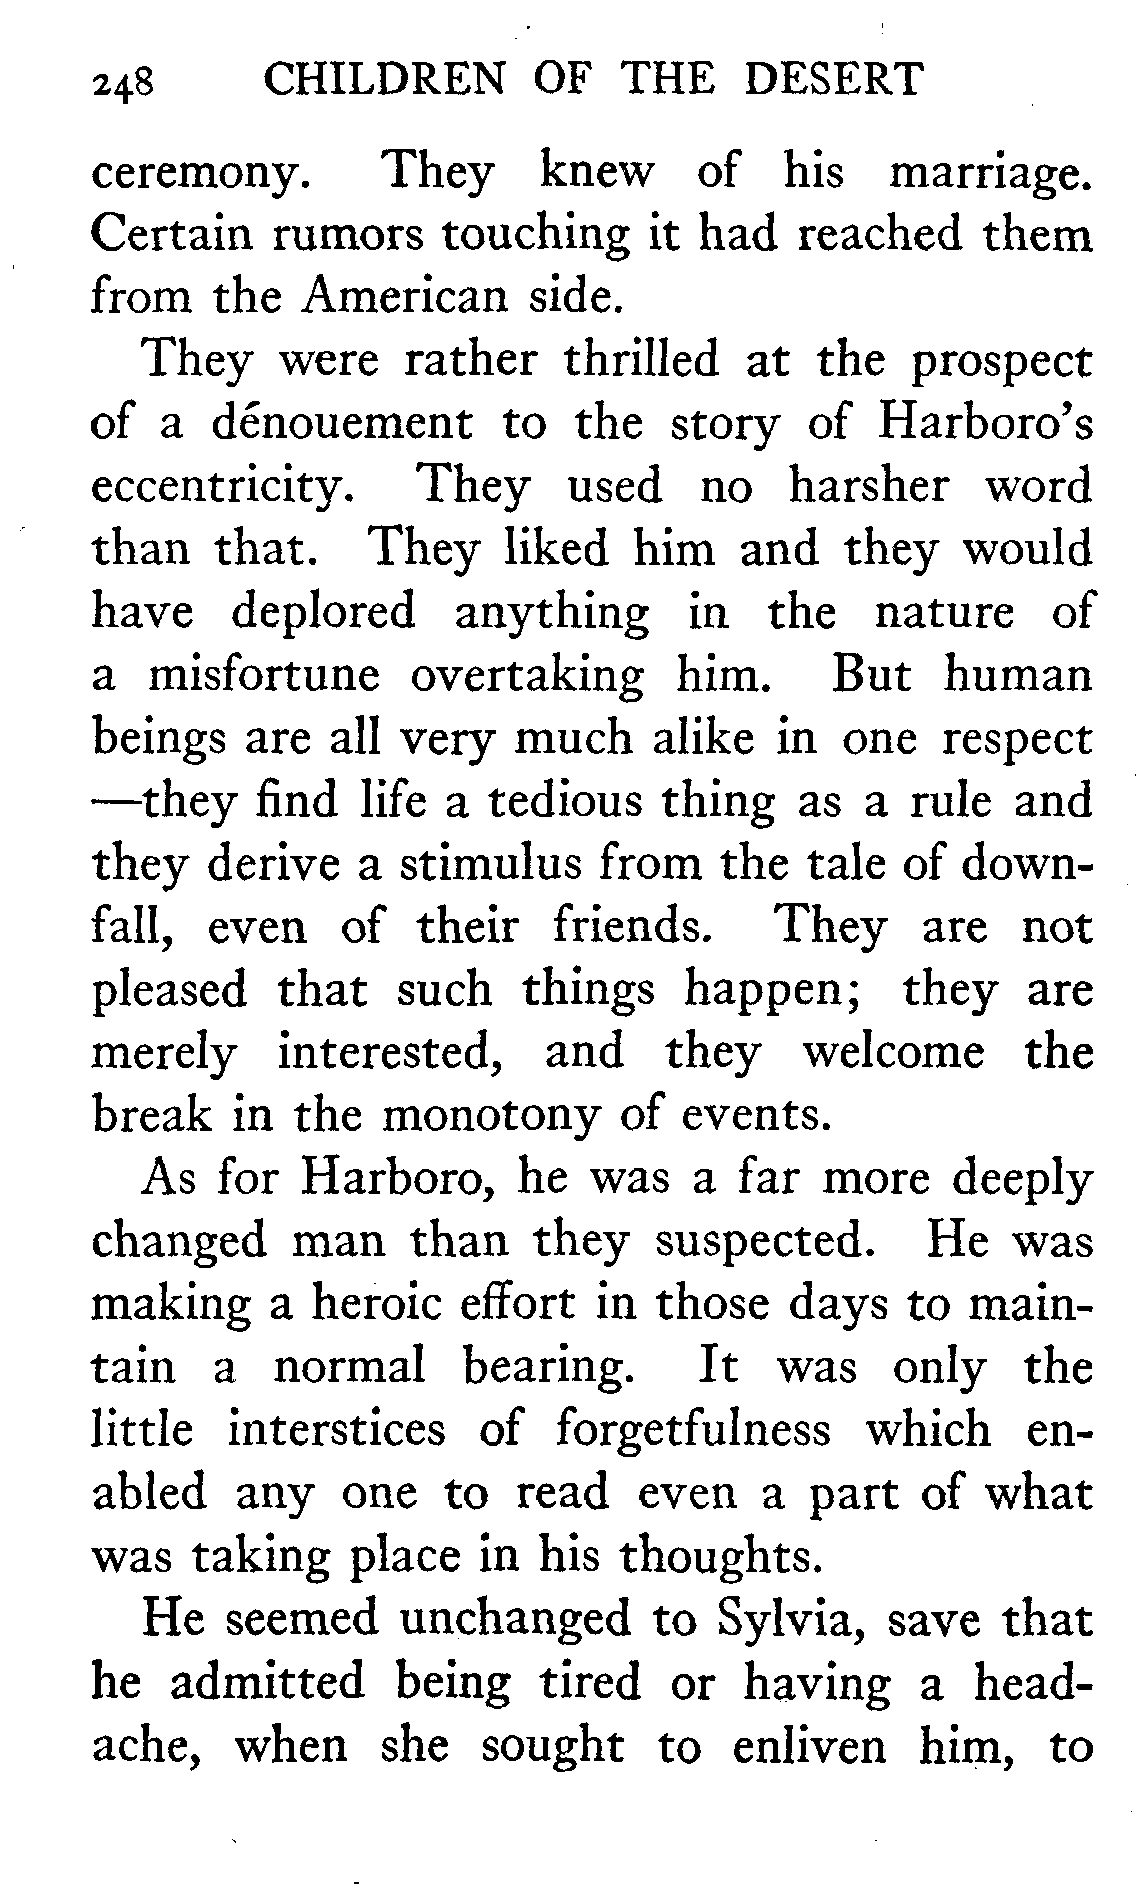 248 CHILDREN OF THE DESERT
ceremony. They knew of his marriage.
Certain rumors touching it had reached them
from the American side.
They were rather thrilled at the prospect
of a dénouement to the story of Harboro's
eccentricity. They used no harsher word
than that. They liked him and they would
have deplored anything in the nature of
a misfortune overtaking him. But human
beings are all very much alike in one respect
—they find life a tedious thing as a rule and
they derive a stimulus from the tale of down-
fall, even of their friends. They are not
pleased that such things happen; they are
merely interested, and they welcome the
break in the monotony of events.
As for Harboro, he was a far more deeply
changed man than they suspected. He was
making a heroic effort in those days to main-
tain a normal bearing. It was only the
little interstices of forgetfulness which en-
abled any one to read even a part of what
was taking place in his thoughts.
He seemed unchanged to Sylvia, save that
he admitted being tired or having a head-
ache, when she sought to enliven him, to